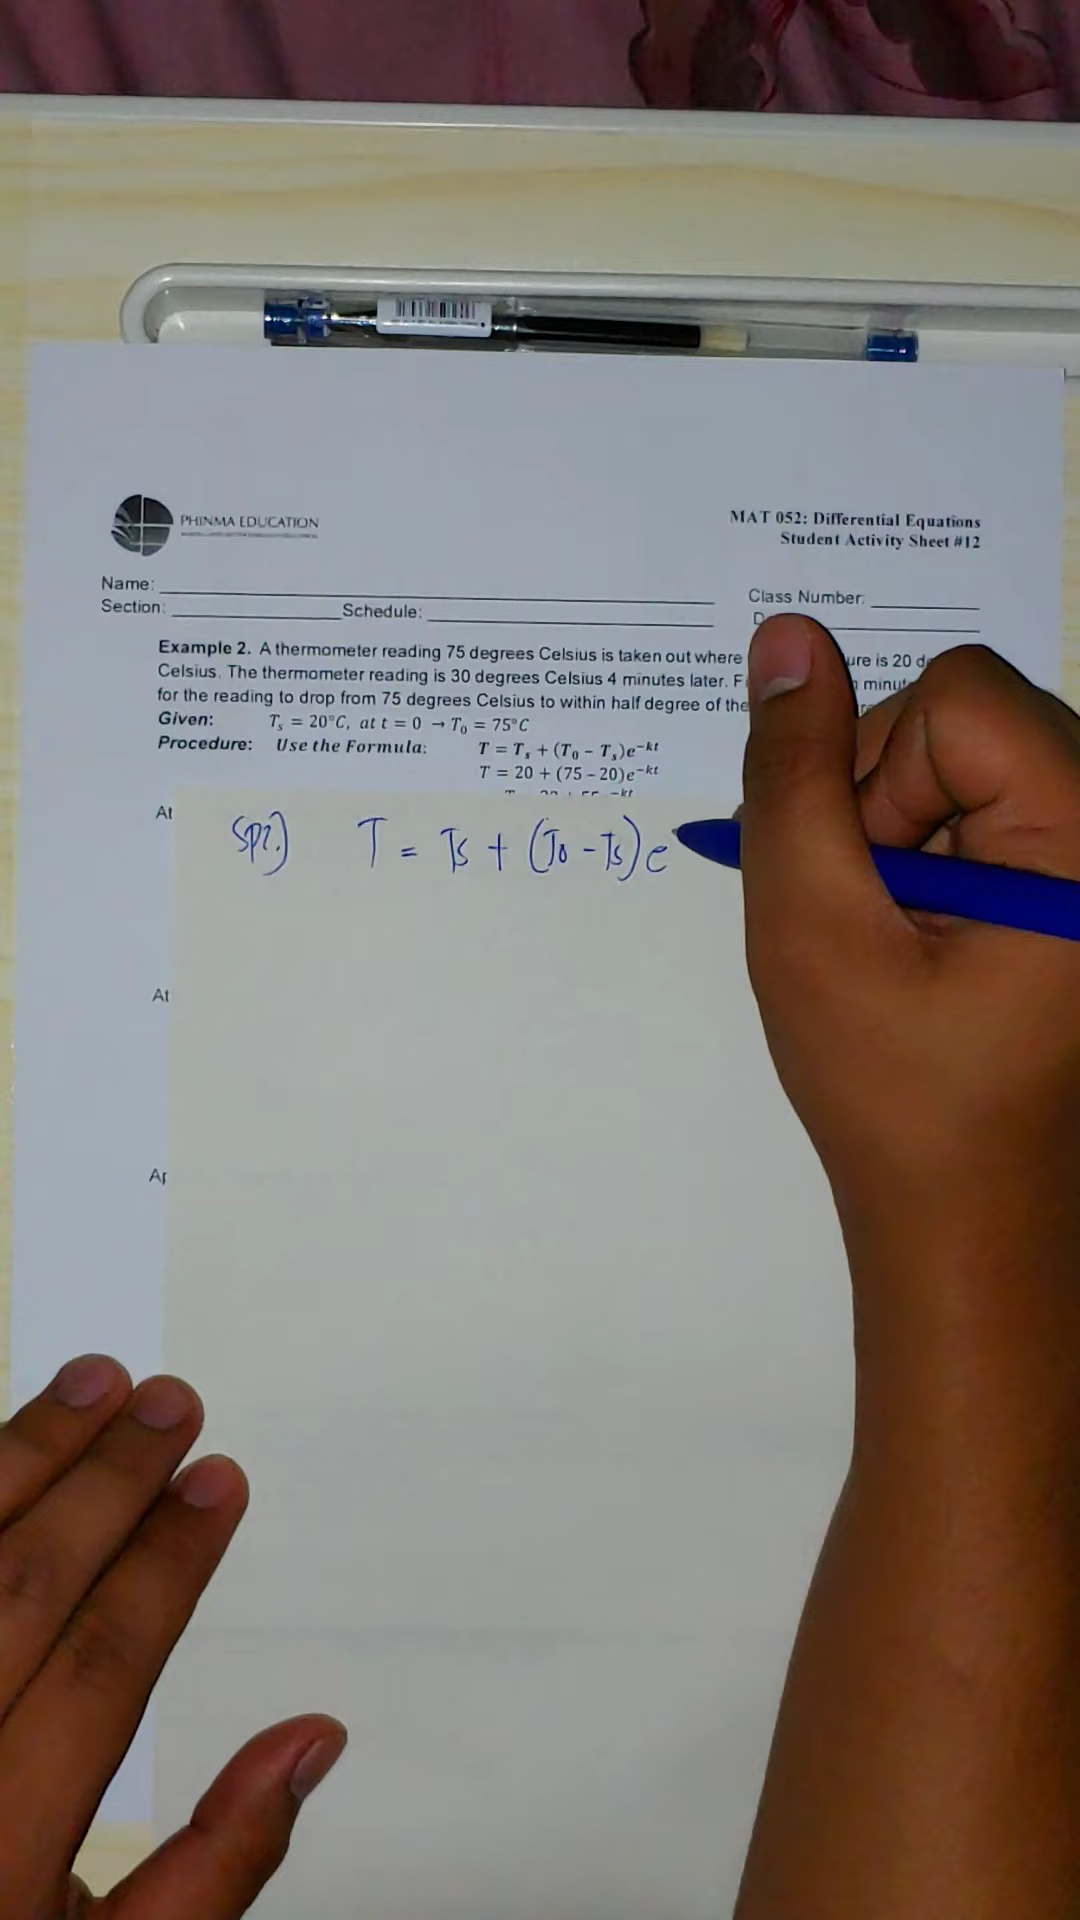 PHINMA EDUCATION
MAT 052: Differential Equations
Student Activity Sheet #12
Name:
Class Number:
Section: Schedule:
Example 2. A thermometer reading 75 degrees Celsius is taken out where ure is 20
Celsius. The thermometer reading is 30 degrees Celsius 4 minutes later.
for the reading to drop from 75 degrees Celsius to within half degree of the
Given: Tₛ = 20°C, at t = 0 → T₀ = 75°C
Procedure: Use the Formula: T = Tₛ + (T₀ − Tₛ)e⁻ᵏᵗ
T = 20 + (75 − 20)e⁻ᵏᵗ
At
T = Ts + (To - Ts)e
At